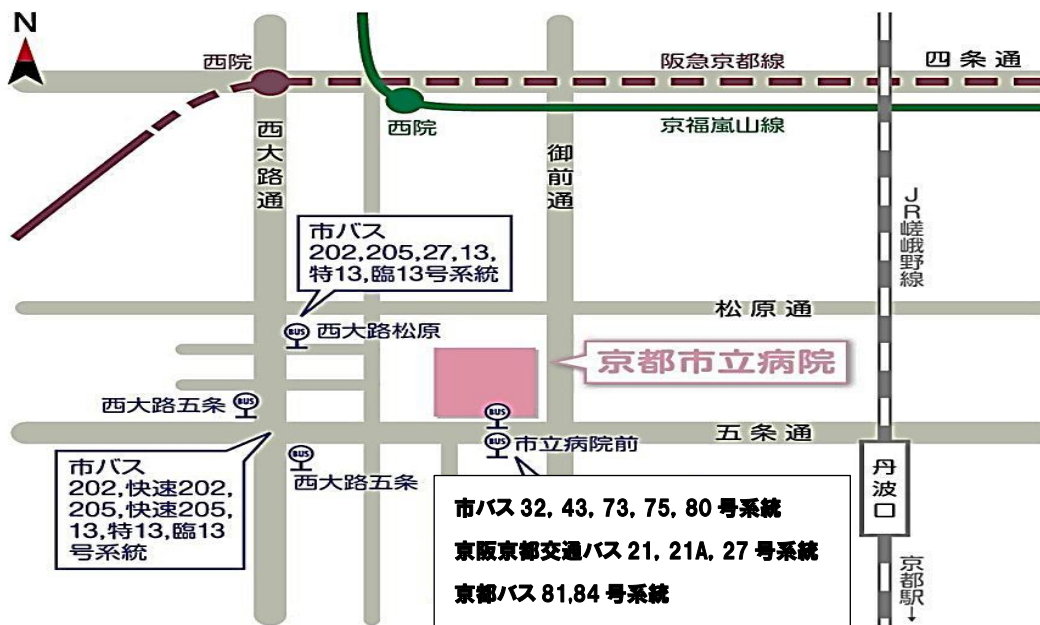 N
西院
阪急京都線
四条通
西院
京福嵐山線
西大路通
御前通
JR嵯峨野線
市バス
202,205,27,13,
特13,臨13号系統
松原通
BUS 西大路松原
京都市立病院
西大路五条 BUS
BUS
五条通
BUS 市立病院前
BUS
西大路五条
市バス
202,快速202,
205,快速205,
13,特13,臨13
号系統
丹波口
市バス 32, 43, 73, 75, 80 号系統
京阪京都交通バス 21, 21A, 27 号系統
京都バス 81,84 号系統
京都駅→